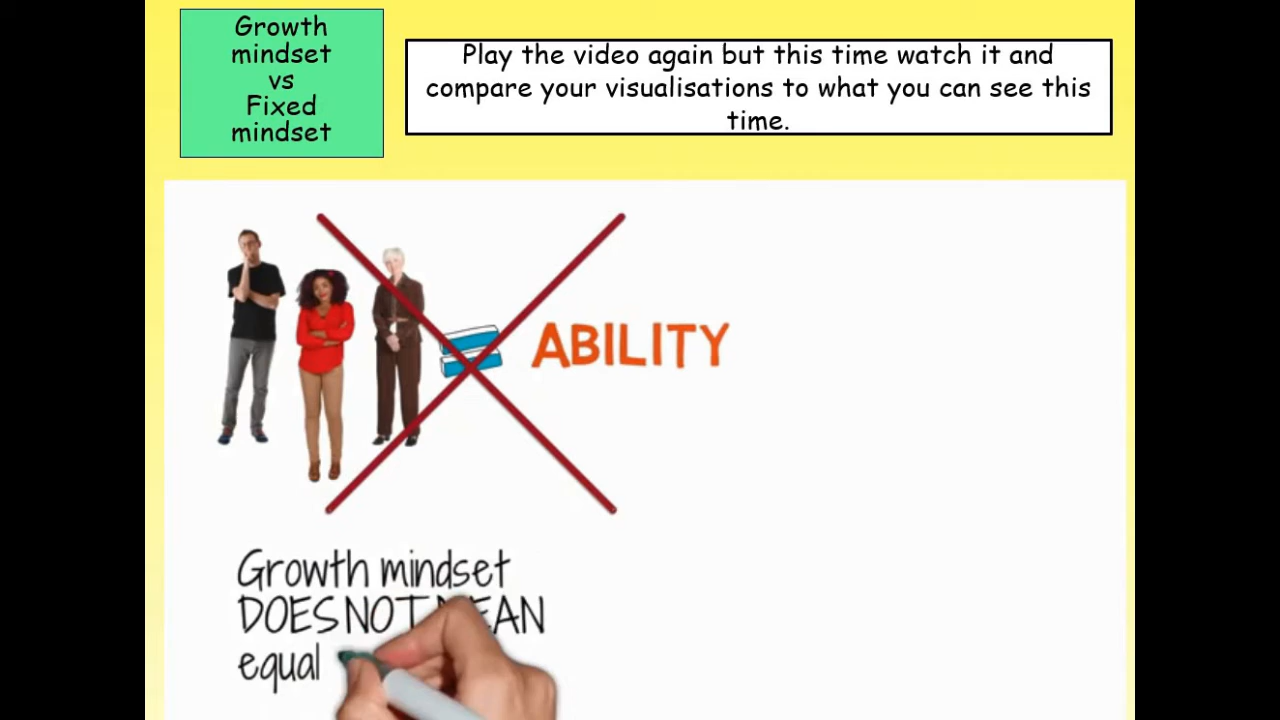 Growth
mindset
vs
Fixed
mindset
Play the video again but this time watch it and
compare your visualisations to what you can see this
time.
ABILITY
Growth mindset
DOES NOT MEAN
equal